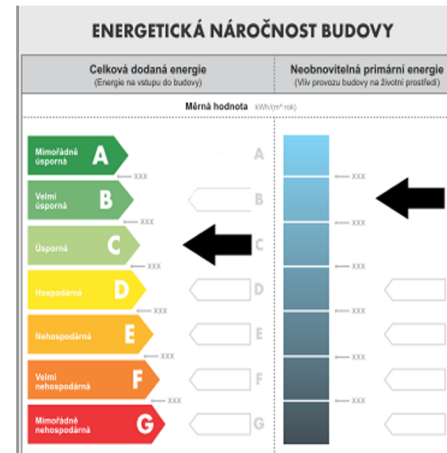 ENERGETICKÁ NÁROČNOST BUDOVY
Celková dodaná energie
(Energie na vstupu do budovy)
Neobnovitelná primární energie
(Vliv provozu budovy na životní prostředí)
Měrná hodnota kWh/(m² rok)
Mimořádně
úsporná
A
A
XXX
XXX
Velmi
úsporná
B
B
XXX
XXX
Úsporná
C
C
XXX
XXX
Hospodárná
D
D
XXX
XXX
Nehospodárná
E
E
XXX
XXX
Velmi
nehospodárná
F
F
XXX
XXX
Mimořádně
nehospodárná
G
G